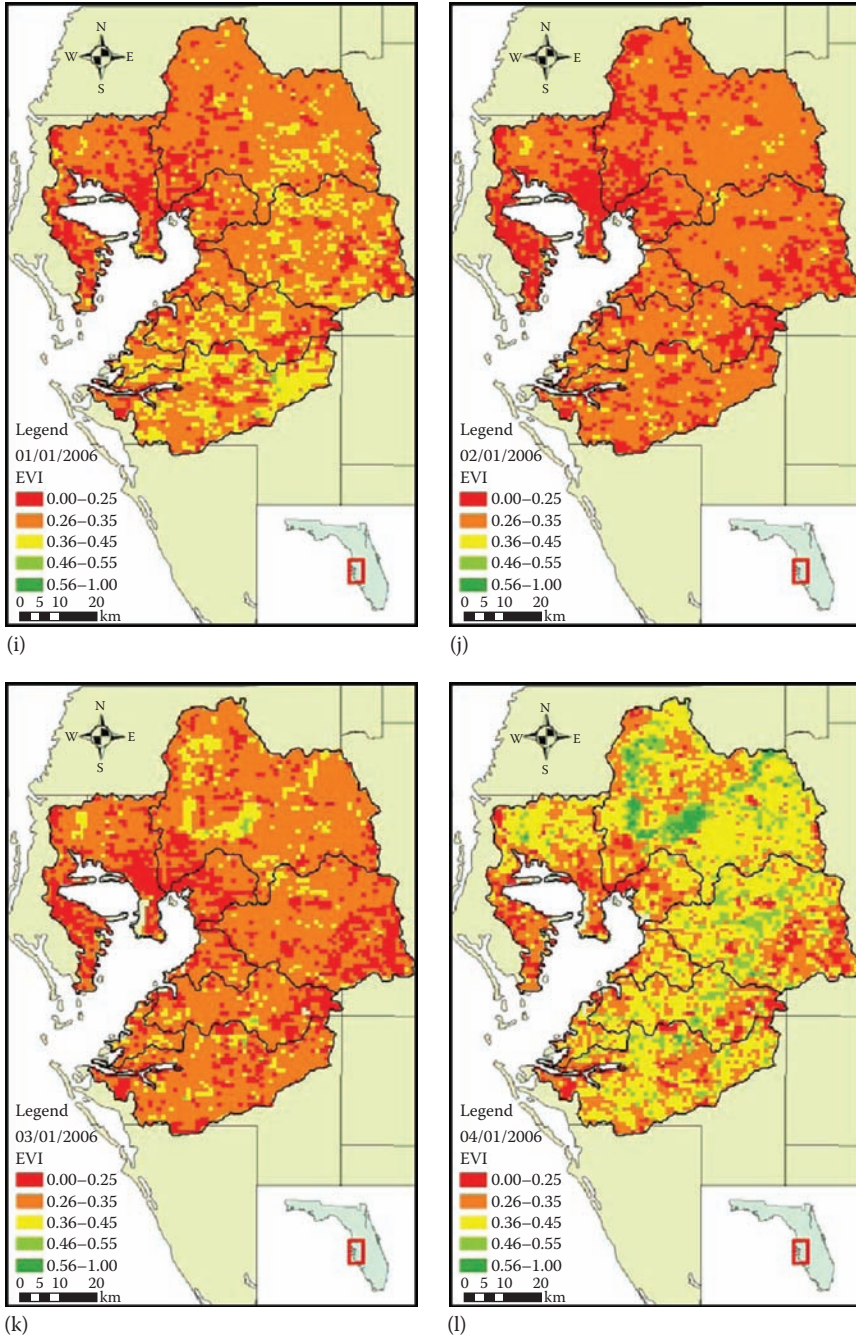 N
W E
S
Legend
01/01/2006
EVI
0.00–0.25
0.26–0.35
0.36–0.45
0.46–0.55
0.56–1.00
0 5 10 20
km
(i)
N
W E
S
Legend
02/01/2006
EVI
0.00–0.25
0.26–0.35
0.36–0.45
0.46–0.55
0.56–1.00
0 5 10 20
km
(j)
N
W E
S
Legend
03/01/2006
EVI
0.00–0.25
0.26–0.35
0.36–0.45
0.46–0.55
0.56–1.00
0 5 10 20
km
(k)
N
W E
S
Legend
04/01/2006
EVI
0.00–0.25
0.26–0.35
0.36–0.45
0.46–0.55
0.56–1.00
0 5 10 20
km
(l)